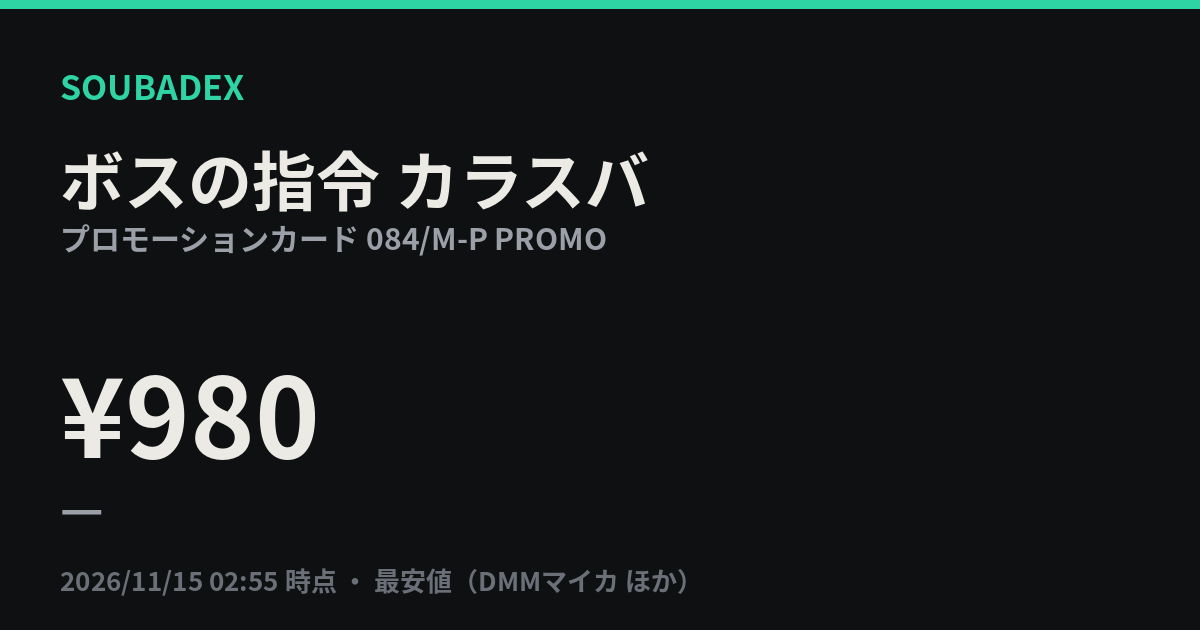 SOUBADEX
ボスの指令 カラスバ
プロモーションカード 084/M-P PROMO
¥980
—
2026/11/15 02:55 時点 ・ 最安値（DMMマイカ ほか）